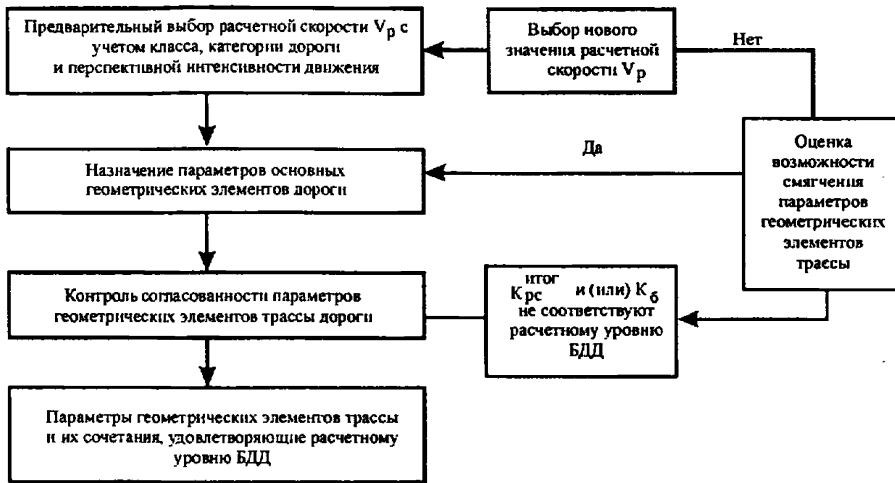 Предварительный выбор расчетной скорости Vр с
учетом класса, категории дороги
и перспективной интенсивности движения
Выбор нового
значения расчетной
скорости Vр
Нет
Назначение параметров основных
геометрических элементов дороги
Да
Оценка
возможности
смягчения
параметров
геометрических
элементов
трассы
Контроль согласованности параметров
геометрических элементов трассы дороги
Kрс итог и (или) Kб
не соответствуют
расчетному уровню
БДД
Параметры геометрических элементов трассы
и их сочетания, удовлетворяющие расчетному
уровню БДД